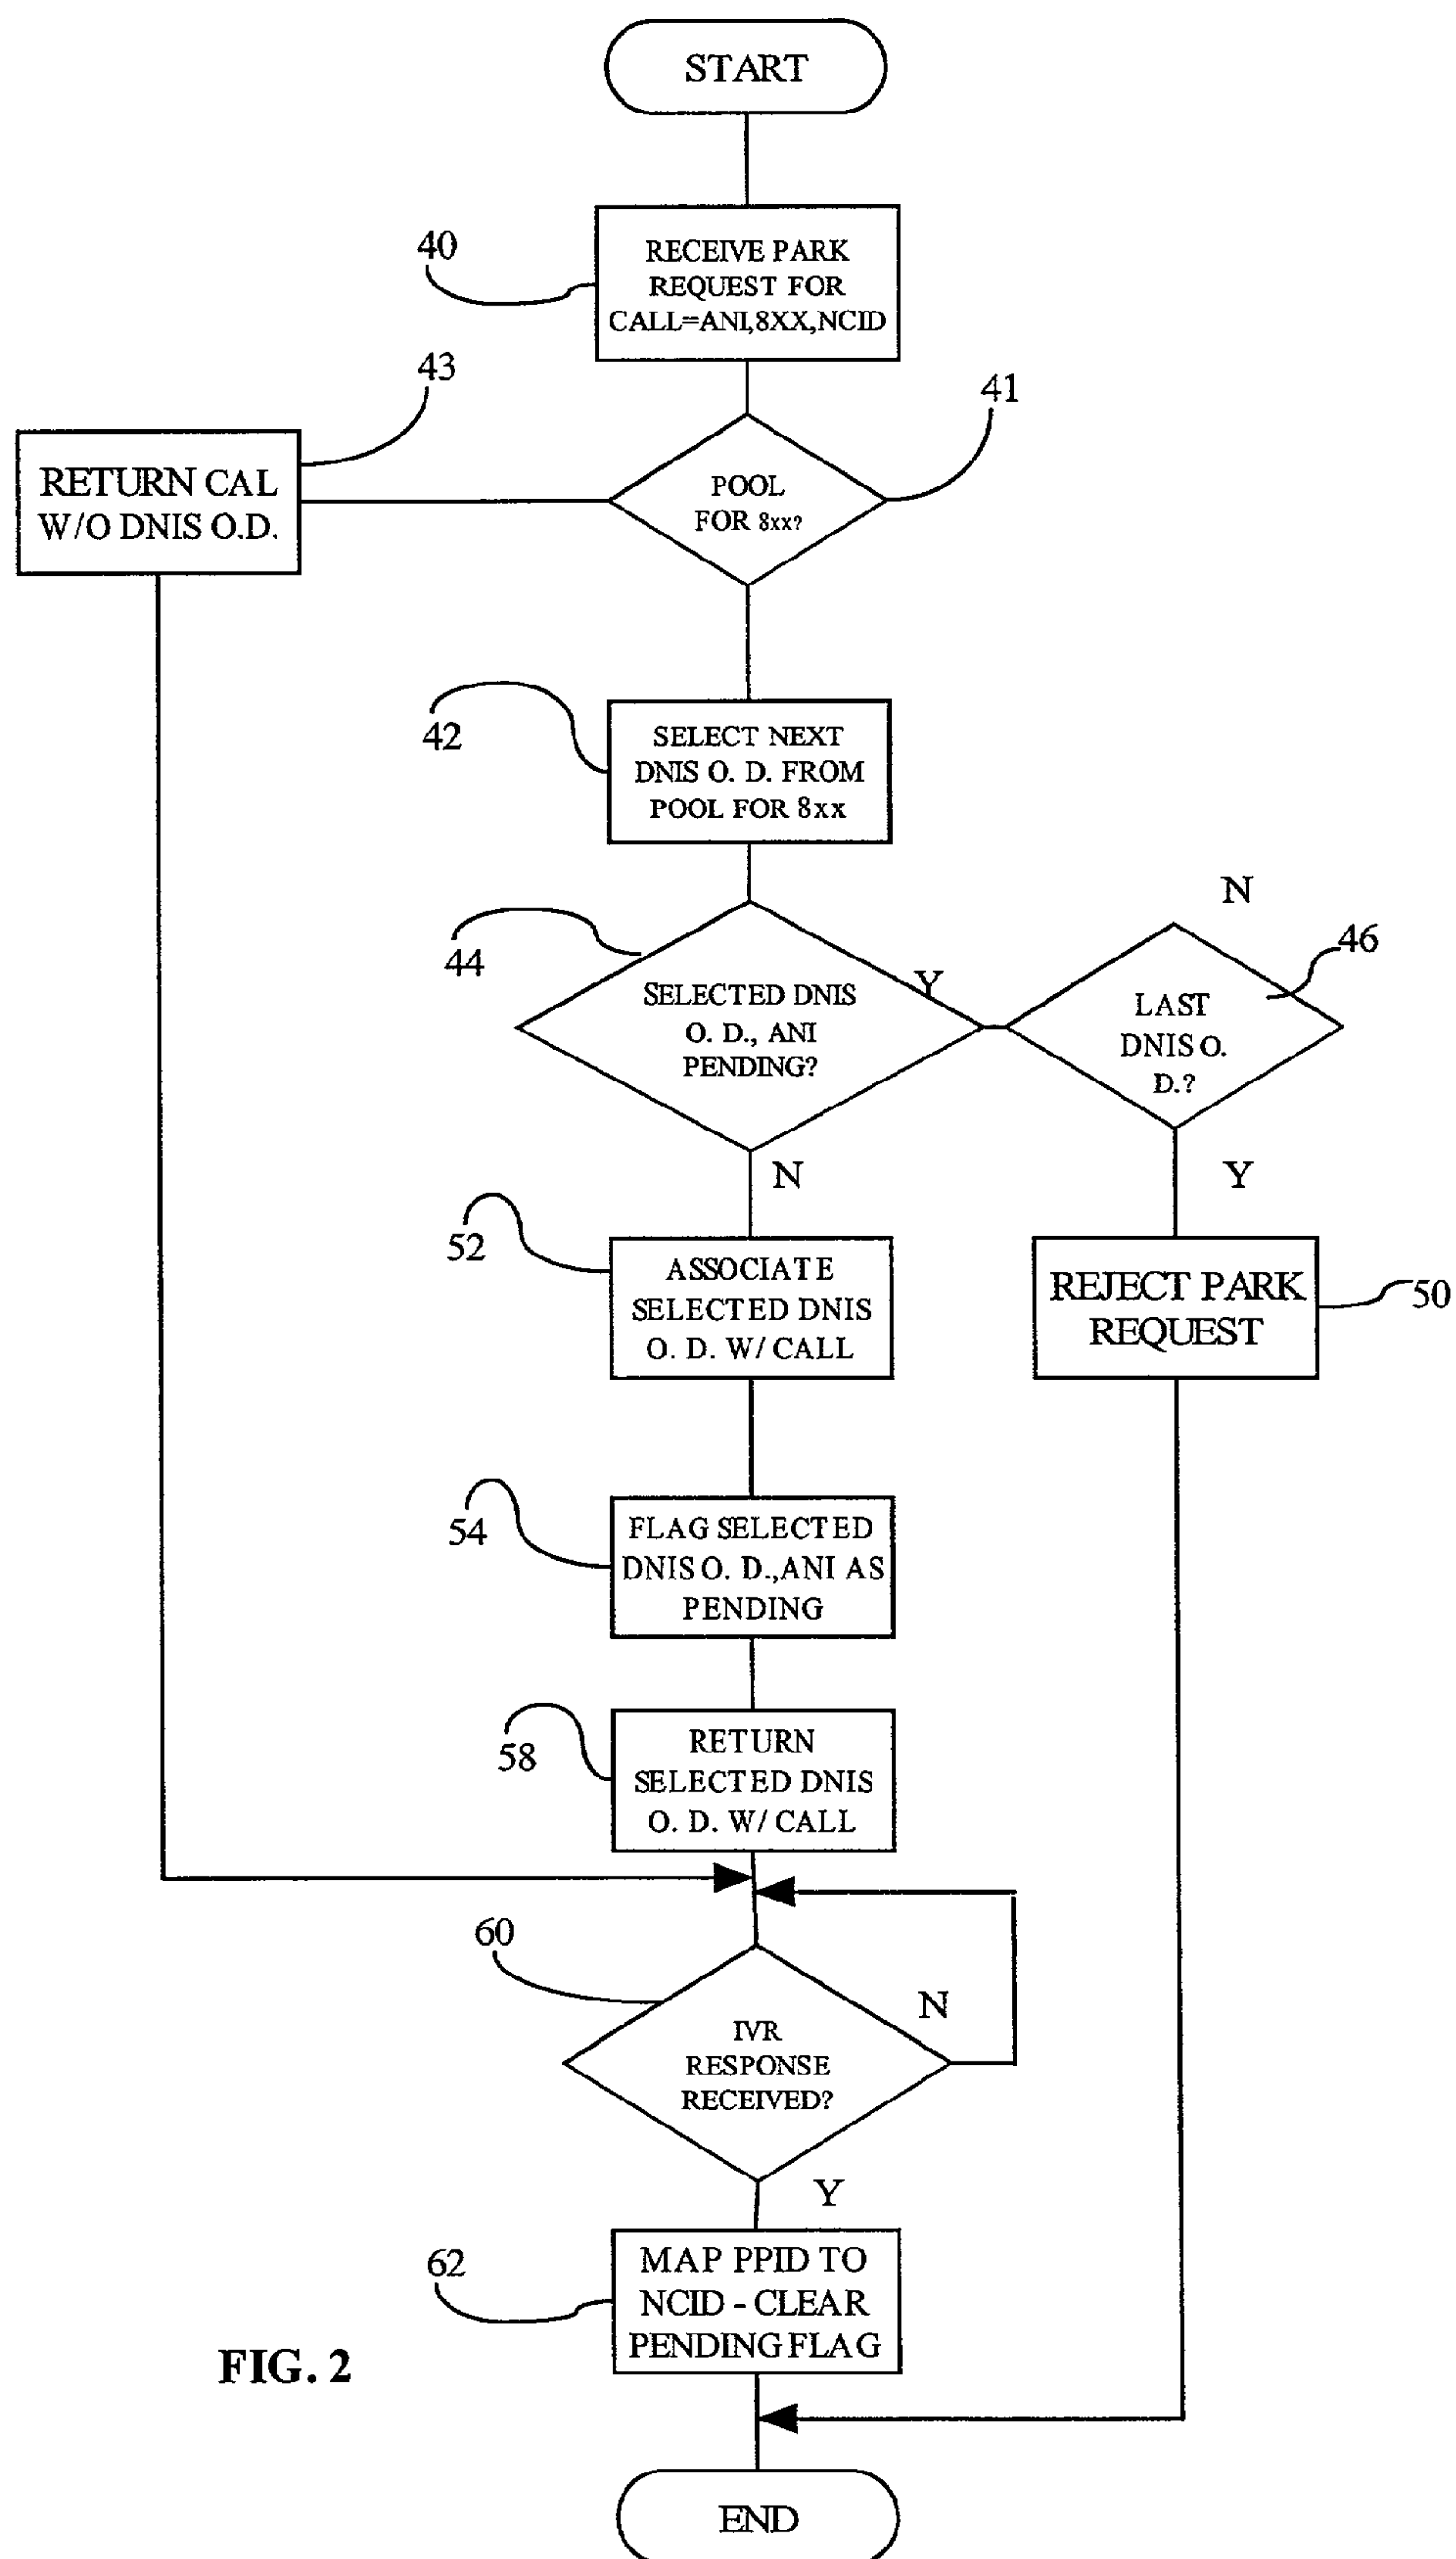 START
40
RECEIVE PARK
REQUEST FOR
CALL=ANI,8XX,NCID
43
41
RETURN CAL
W/O DNIS O.D.
POOL
FOR 8xx?
42
SELECT NEXT
DNIS O. D. FROM
POOL FOR 8xx
N
44
46
SELECTED DNIS
O. D., ANI
PENDING?
Y
LAST
DNIS O.
D.?
N
Y
52
ASSOCIATE
SELECTED DNIS
O. D. W/ CALL
REJECT PARK
REQUEST
50
54
FLAG SELECTED
DNIS O. D.,ANI AS
PENDING
58
RETURN
SELECTED DNIS
O. D. W/ CALL
60
N
IVR
RESPONSE
RECEIVED?
Y
62
MAP PPID TO
NCID - CLEAR
PENDING FLAG
FIG. 2
END